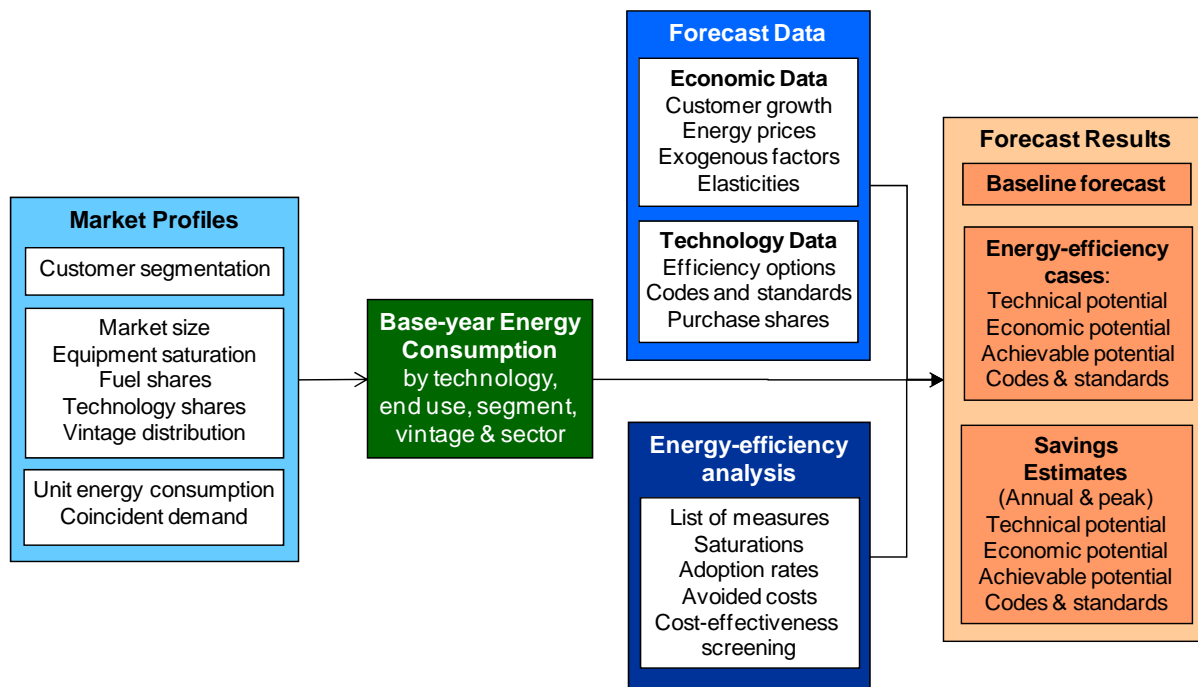 Market Profiles
Customer segmentation
Market size
Equipment saturation
Fuel shares
Technology shares
Vintage distribution
Unit energy consumption
Coincident demand
Base-year Energy
Consumption
by technology,
end use, segment,
vintage & sector
Forecast Data
Economic Data
Customer growth
Energy prices
Exogenous factors
Elasticities
Technology Data
Efficiency options
Codes and standards
Purchase shares
Energy-efficiency
analysis
List of measures
Saturations
Adoption rates
Avoided costs
Cost-effectiveness
screening
Forecast Results
Baseline forecast
Energy-efficiency
cases:
Technical potential
Economic potential
Achievable potential
Codes & standards
Savings
Estimates
(Annual & peak)
Technical potential
Economic potential
Achievable potential
Codes & standards